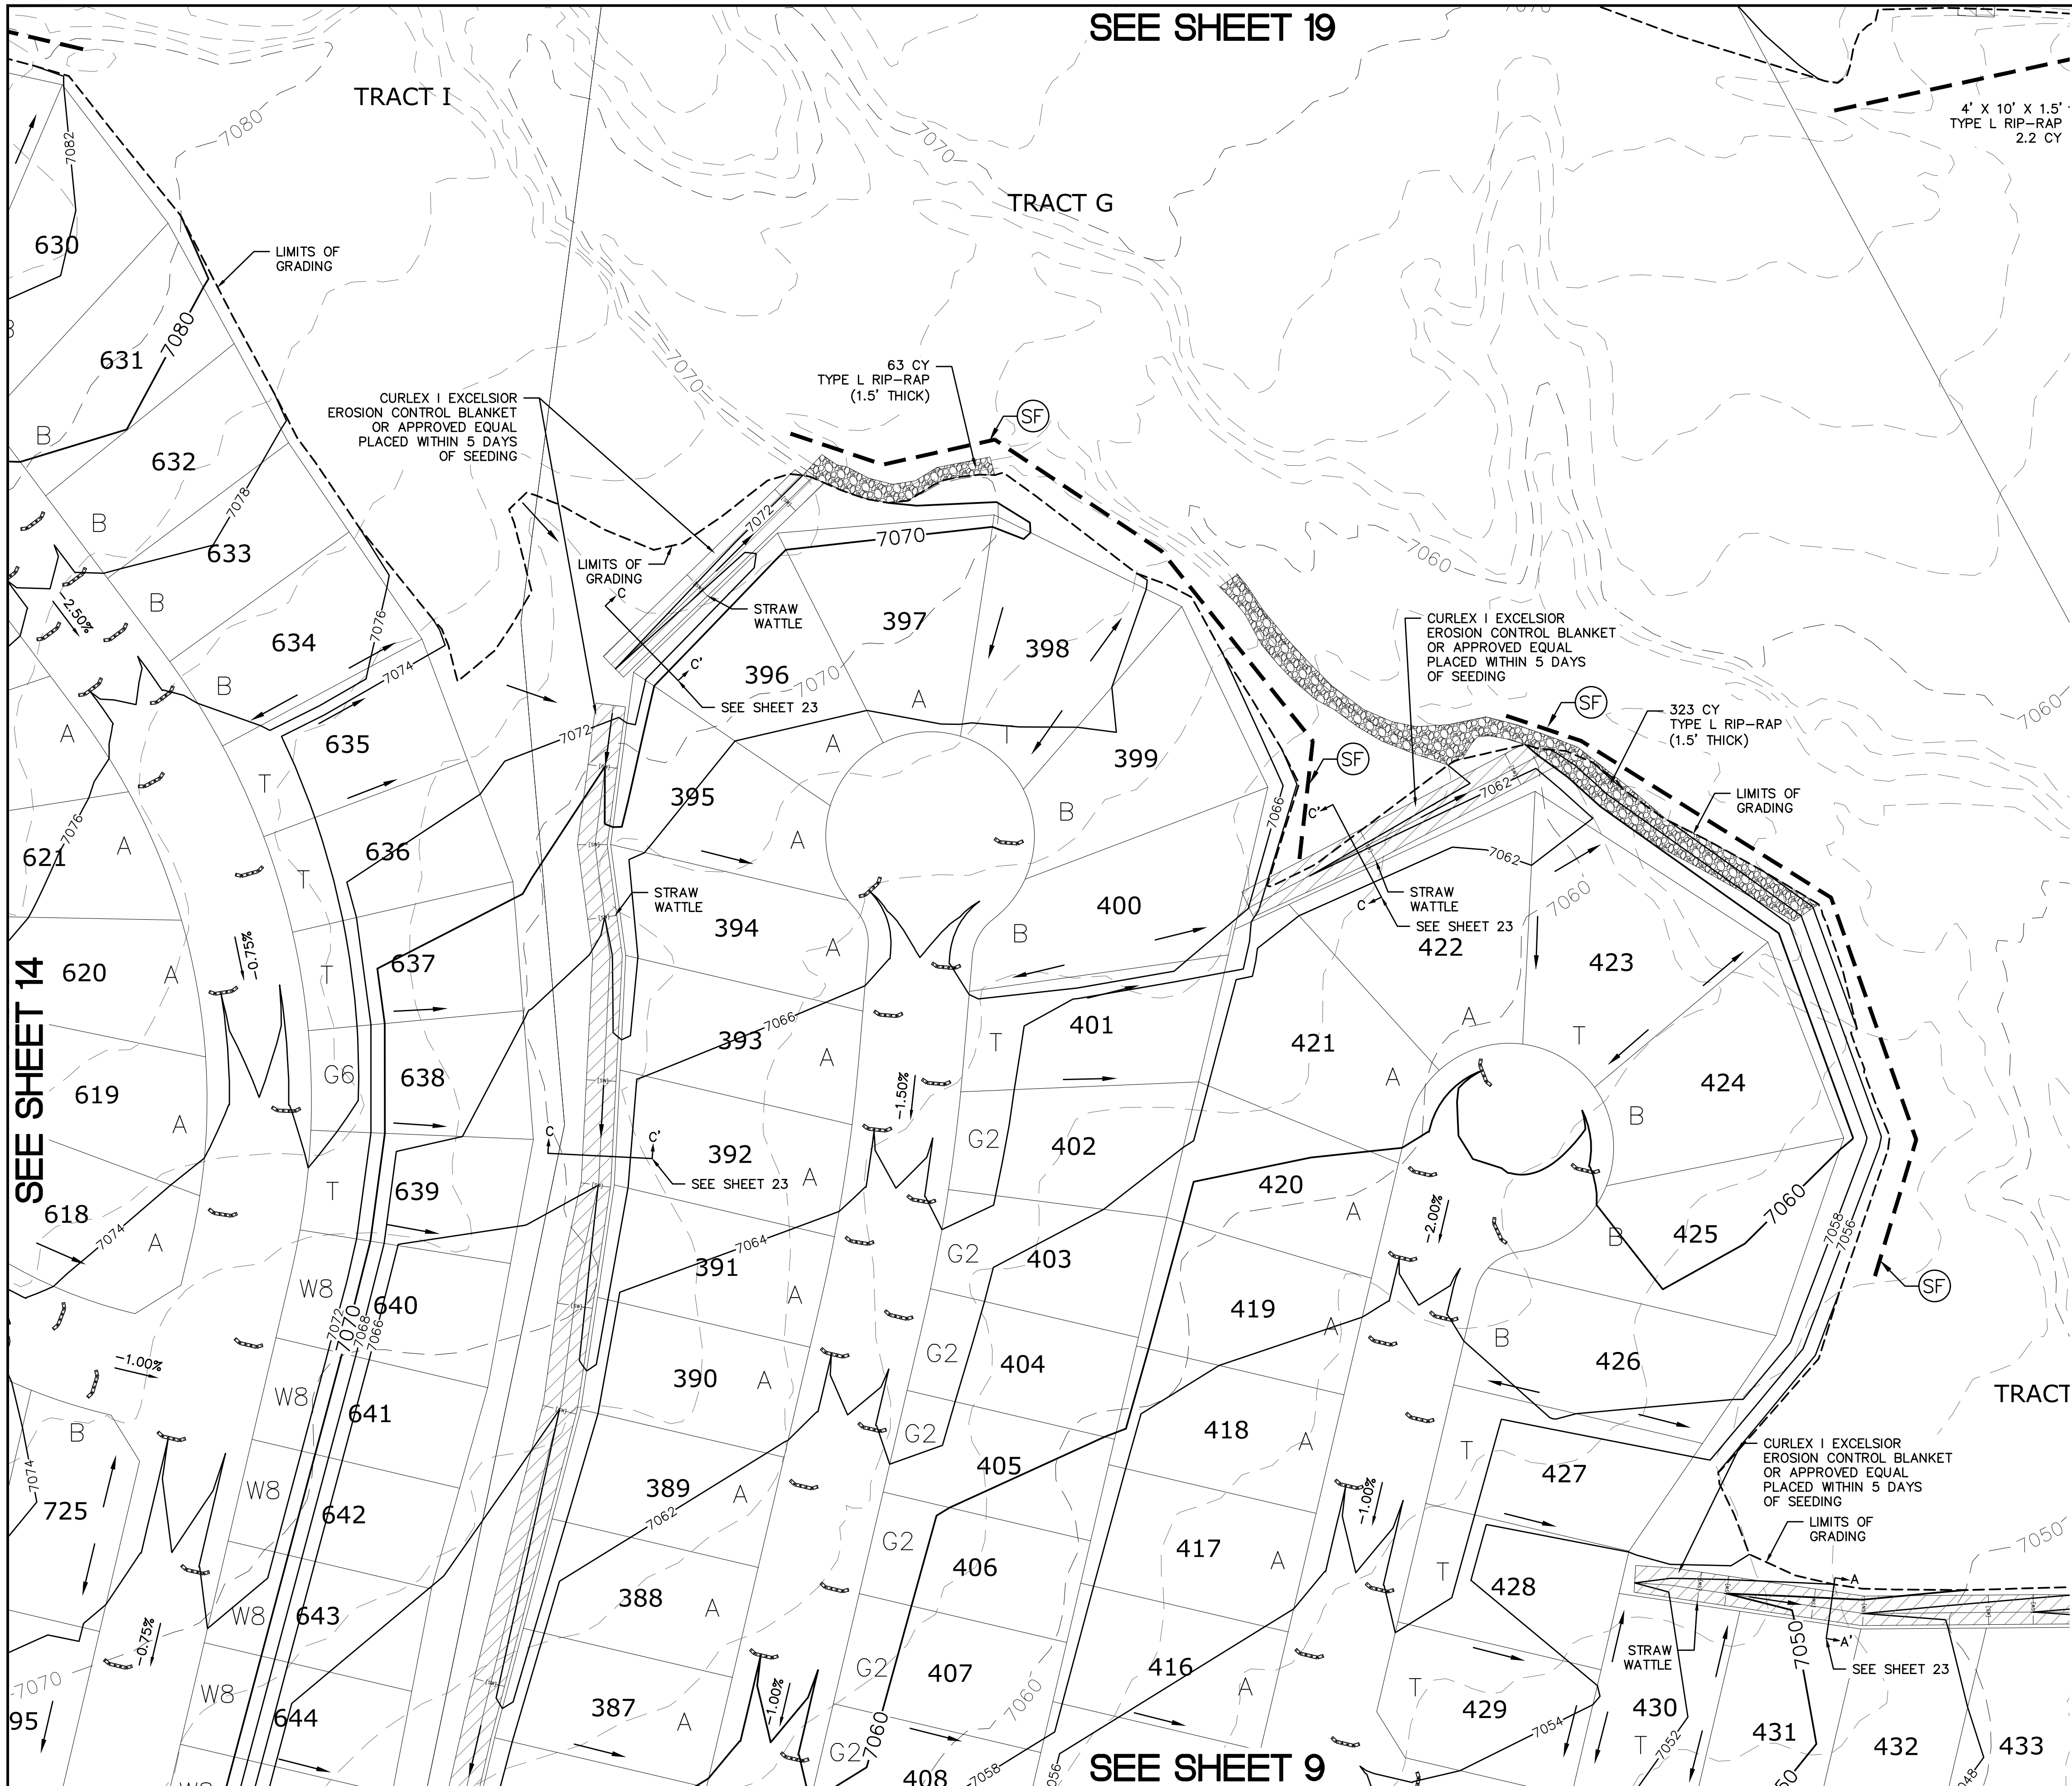 SEE SHEET 19
7070
TRACT I
7080
7070
TRACT G
4' X 10' X 1.5'
TYPE L RIP-RAP
2.2 CY
7082
630
LIMITS OF
GRADING
631
7080
7070
63 CY
TYPE L RIP-RAP
(1.5' THICK)
SF
CURLEX I EXCELSIOR
EROSION CONTROL BLANKET
OR APPROVED EQUAL
PLACED WITHIN 5 DAYS
OF SEEDING
B
632
7078
B
633
7072
7070
LIMITS OF
GRADING
C
7060
-2.50%
B
STRAW
WATTLE
634
7076
7074
B
397
398
396
7070
C'
SEE SHEET 23
CURLEX I EXCELSIOR
EROSION CONTROL BLANKET
OR APPROVED EQUAL
PLACED WITHIN 5 DAYS
OF SEEDING
SF
323 CY
TYPE L RIP-RAP
(1.5' THICK)
7060
A
635
7072
A
A
T
399
SF
T
395
7062
LIMITS OF
GRADING
7076
A
621
636
A
B
7066
C'
7062
T
STRAW
WATTLE
394
400
STRAW
WATTLE
C
SEE SHEET 23
7060
SEE SHEET 14
620
A
-0.75%
T
637
A
B
422
423
393
7066
401
421
A
T
619
G6
638
A
T
A
424
A
-1.50%
B
C
C'
392
G2
402
SEE SHEET 23
618
T
639
A
420
A
-2.00%
7060
7074
A
7064
391
G2
403
425
B
7058
7056
SF
W8
7072
7070
7068
7066
640
A
419
A
B
-1.00%
G2
404
426
390
A
TRACT
W8
641
B
G2
405
418
A
T
427
CURLEX I EXCELSIOR
EROSION CONTROL BLANKET
OR APPROVED EQUAL
PLACED WITHIN 5 DAYS
OF SEEDING
LIMITS OF
GRADING
7074
725
W8
642
389
A
7062
-1.00%
7050
G2
406
417
A
T
428
A
W8
643
388
A
-0.75%
STRAW
WATTLE
7050
A'
SEE SHEET 23
7070
W8
G2
407
416
A
T
429
430
7060
95
644
387
A
-1.00%
7060
G2
7054
T
7052
431
432
433
408
7058
SEE SHEET 9